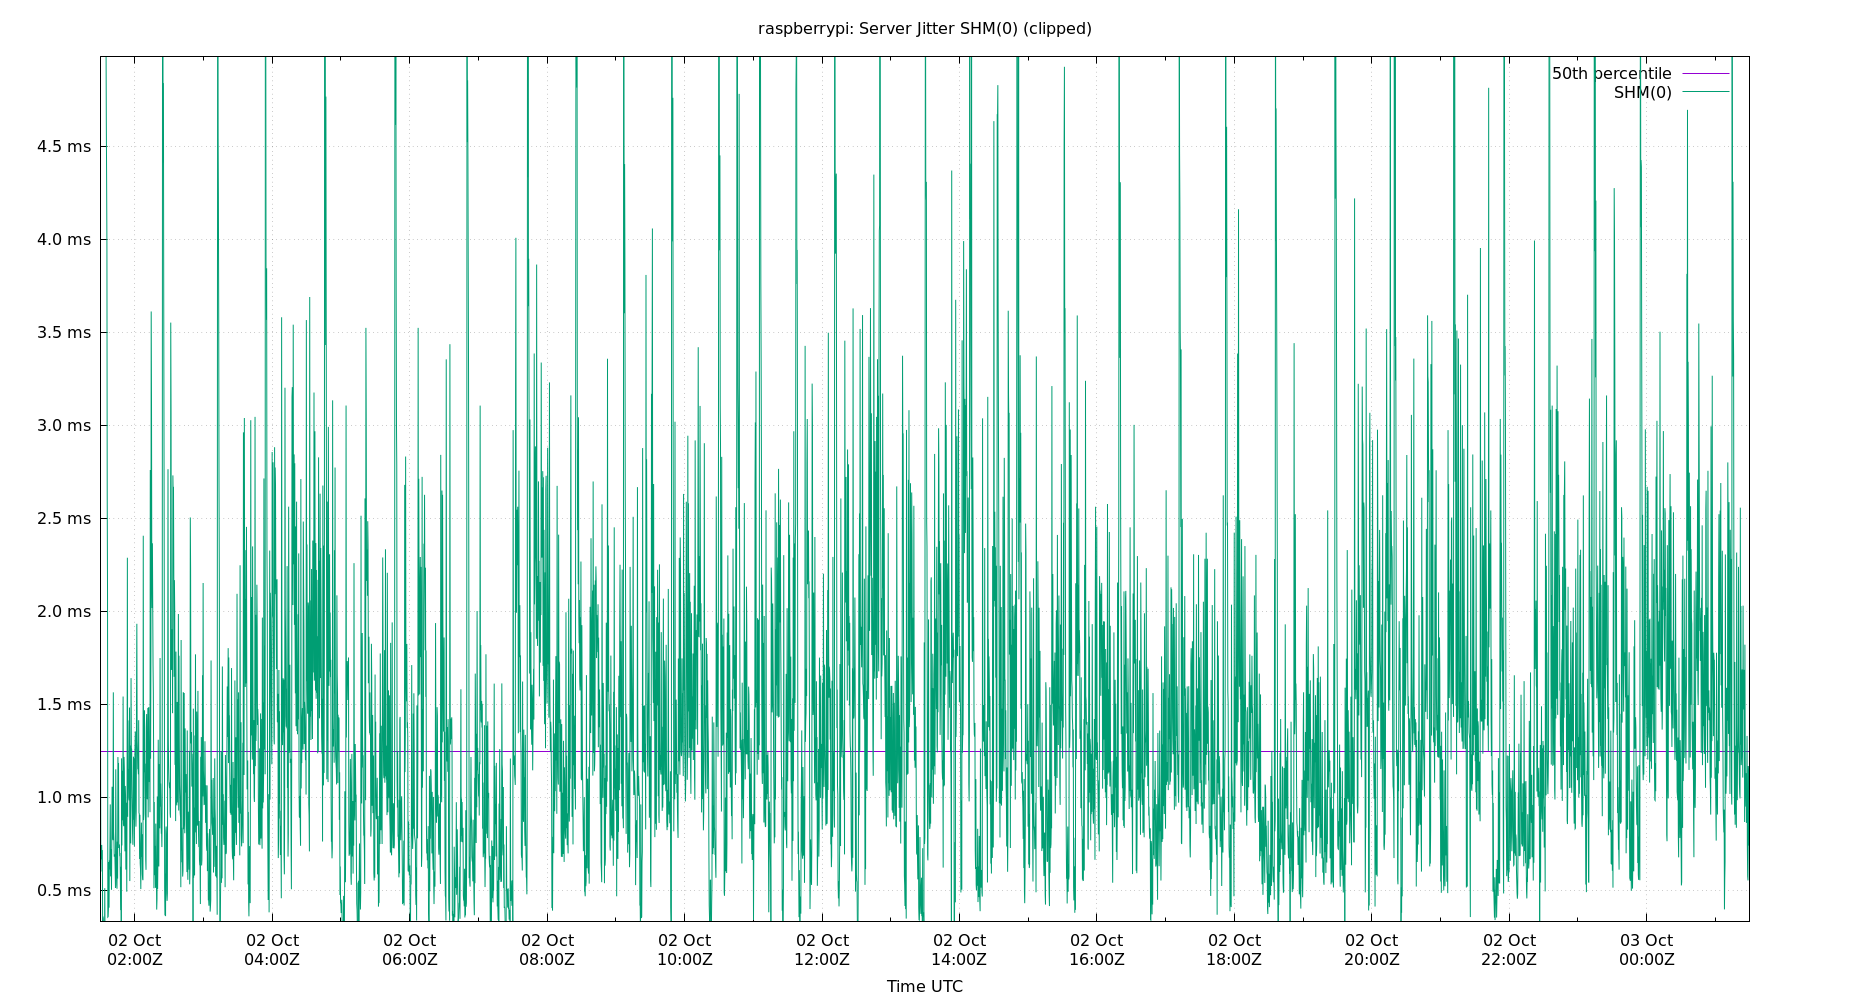 raspberrypi: Server Jitter SHM(0) (clipped)
50th percentile
SHM(0)
4.5 ms
4.0 ms
3.5 ms
3.0 ms
2.5 ms
2.0 ms
1.5 ms
1.0 ms
0.5 ms
02 Oct 02 Oct 02 Oct 02 Oct 02 Oct 02 Oct 02 Oct 02 Oct 02 Oct 02 Oct 02 Oct 03 Oct
02:00Z 04:00Z 06:00Z 08:00Z 10:00Z 12:00Z 14:00Z 16:00Z 18:00Z 20:00Z 22:00Z 00:00Z
Time UTC